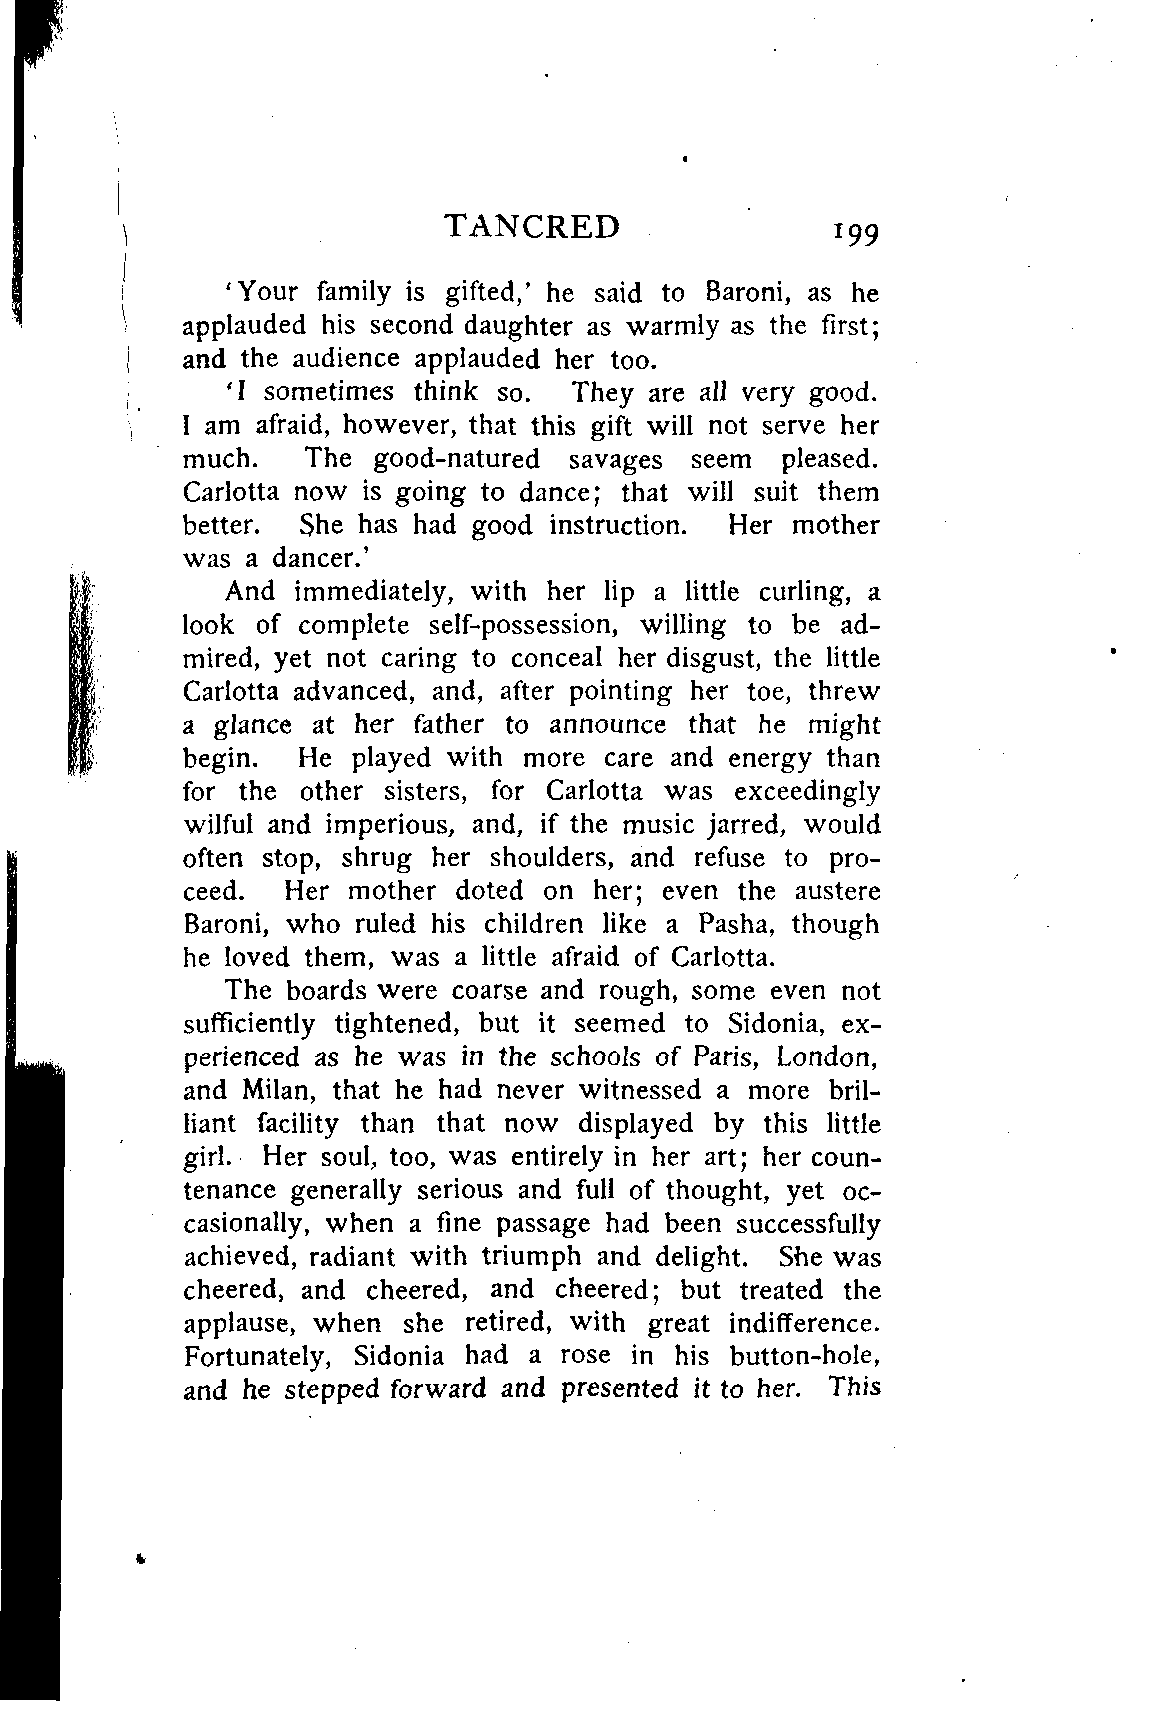 TANCRED 199
'Your family is gifted,' he said to Baroni, as he
applauded his second daughter as warmly as the first;
and the audience applauded her too.
'I sometimes think so. They are all very good.
I am afraid, however, that this gift will not serve her
much. The good-natured savages seem pleased.
Carlotta now is going to dance; that will suit them
better. She has had good instruction. Her mother
was a dancer.'
And immediately, with her lip a little curling, a
look of complete self-possession, willing to be ad-
mired, yet not caring to conceal her disgust, the little
Carlotta advanced, and, after pointing her toe, threw
a glance at her father to announce that he might
begin. He played with more care and energy than
for the other sisters, for Carlotta was exceedingly
wilful and imperious, and, if the music jarred, would
often stop, shrug her shoulders, and refuse to pro-
ceed. Her mother doted on her; even the austere
Baroni, who ruled his children like a Pasha, though
he loved them, was a little afraid of Carlotta.
The boards were coarse and rough, some even not
sufficiently tightened, but it seemed to Sidonia, ex-
perienced as he was in the schools of Paris, London,
and Milan, that he had never witnessed a more bril-
liant facility than that now displayed by this little
girl. Her soul, too, was entirely in her art; her coun-
tenance generally serious and full of thought, yet oc-
casionally, when a fine passage had been successfully
achieved, radiant with triumph and delight. She was
cheered, and cheered, and cheered; but treated the
applause, when she retired, with great indifference.
Fortunately, Sidonia had a rose in his button-hole,
and he stepped forward and presented it to her. This